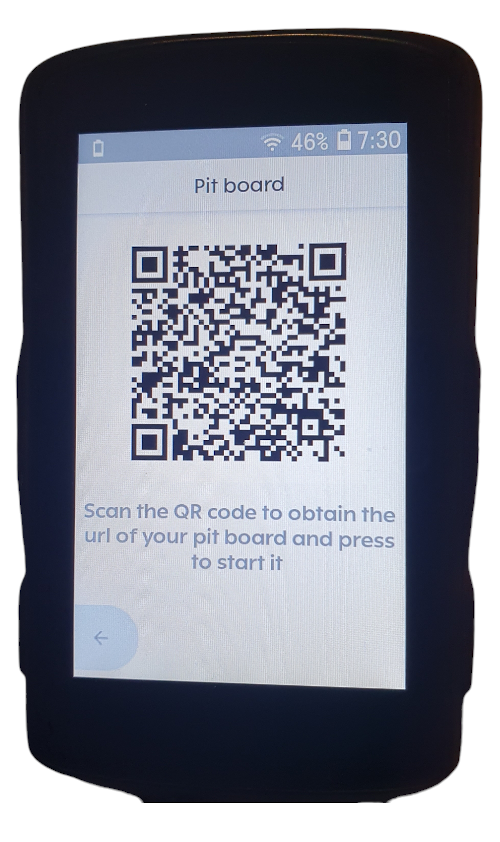 46% 7:30
Pit board
Scan the QR code to obtain the
url of your pit board and press
to start it